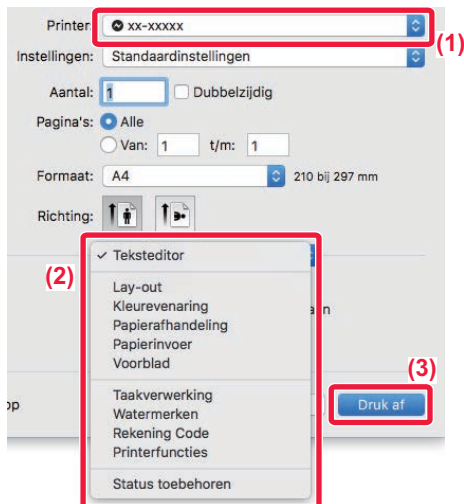 Printer: xx-xxxxx
(1)
Instellingen: Standaardinstellingen
Aantal: 1 Dubbelzijdig
Pagina's: Alle
Van: 1 t/m: 1
Formaat: A4 210 bij 297 mm
Richting:
(2)
✓ Teksteditor
Lay-out
Kleurevenaring
Papierafhandeling
Papierinvoer
Voorblad
Taakverwerking
Watermerken
Rekening Code
Printerfuncties
Status toebehoren
(3)
op Druk af